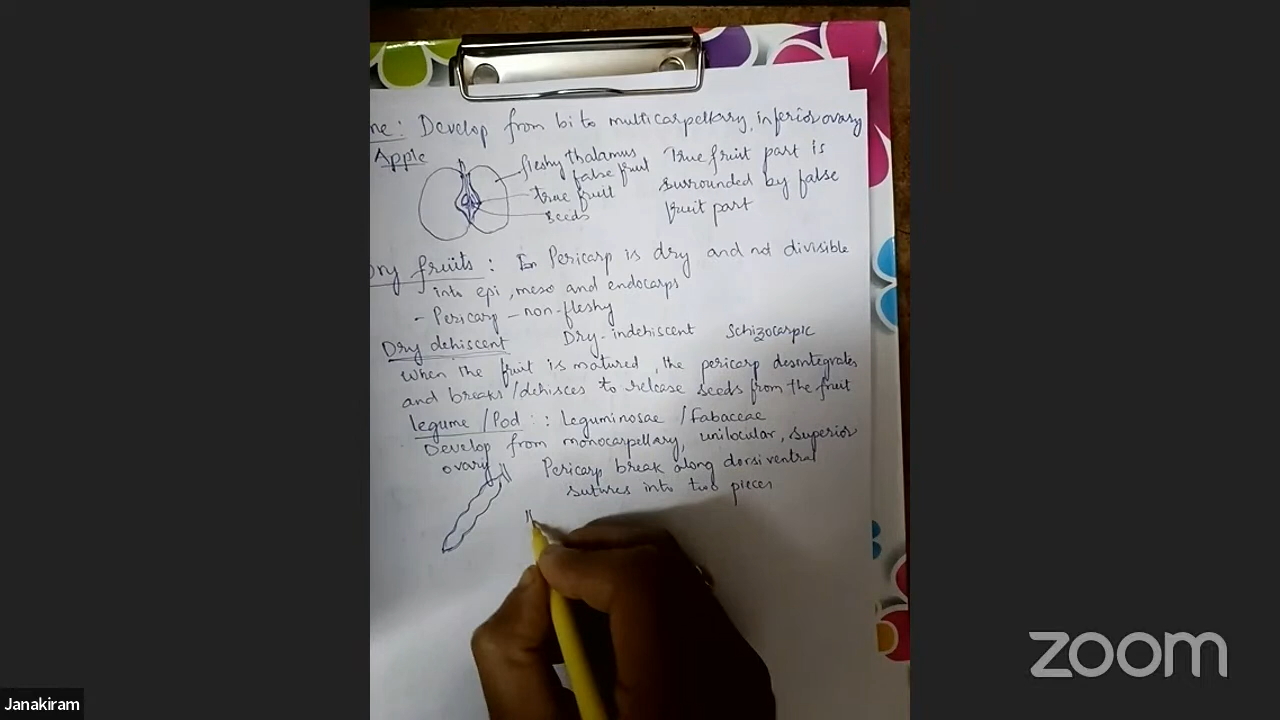 me: Develop from bi to multicarpellary, inferior ovary
Apple
fleshy thalamus
false fruit
true fruit
seeds
True fruit part is
surrounded by false
fruit part
Dry fruits: Pericarp is dry and not divisible
into epi, meso and endocarps
- Pericarp - non-fleshy
Dry dehiscent Dry-indehiscent Schizocarpic
When the fruit is matured, the pericarp desintegrates
and breaks/dehisces to release seeds from the fruit
legume/Pod : : Leguminosae /Fabaceae
Develop from monocarpellary, unilocular, superior
ovary
Pericarp break along dorsiventral
sutures into two pieces
zoom
Janakiram